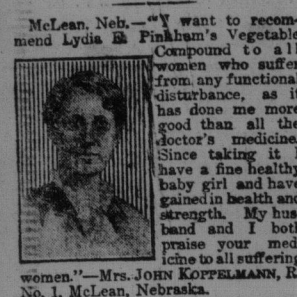 McLean, Neb.—"I want to recom-
mend Lydia E. Pinkham's Vegetable
Compound to all
women who suffer
from any functional
disturbance, as it
has done me more
good than all the
doctor's medicine.
Since taking it I
have a fine healthy
baby girl and have
gained in health and
strength. My hus-
band and I both
praise your med-
icine to all suffering
women."—Mrs. JOHN KOPPELMANN, R.
No. 1, McLean, Nebraska.